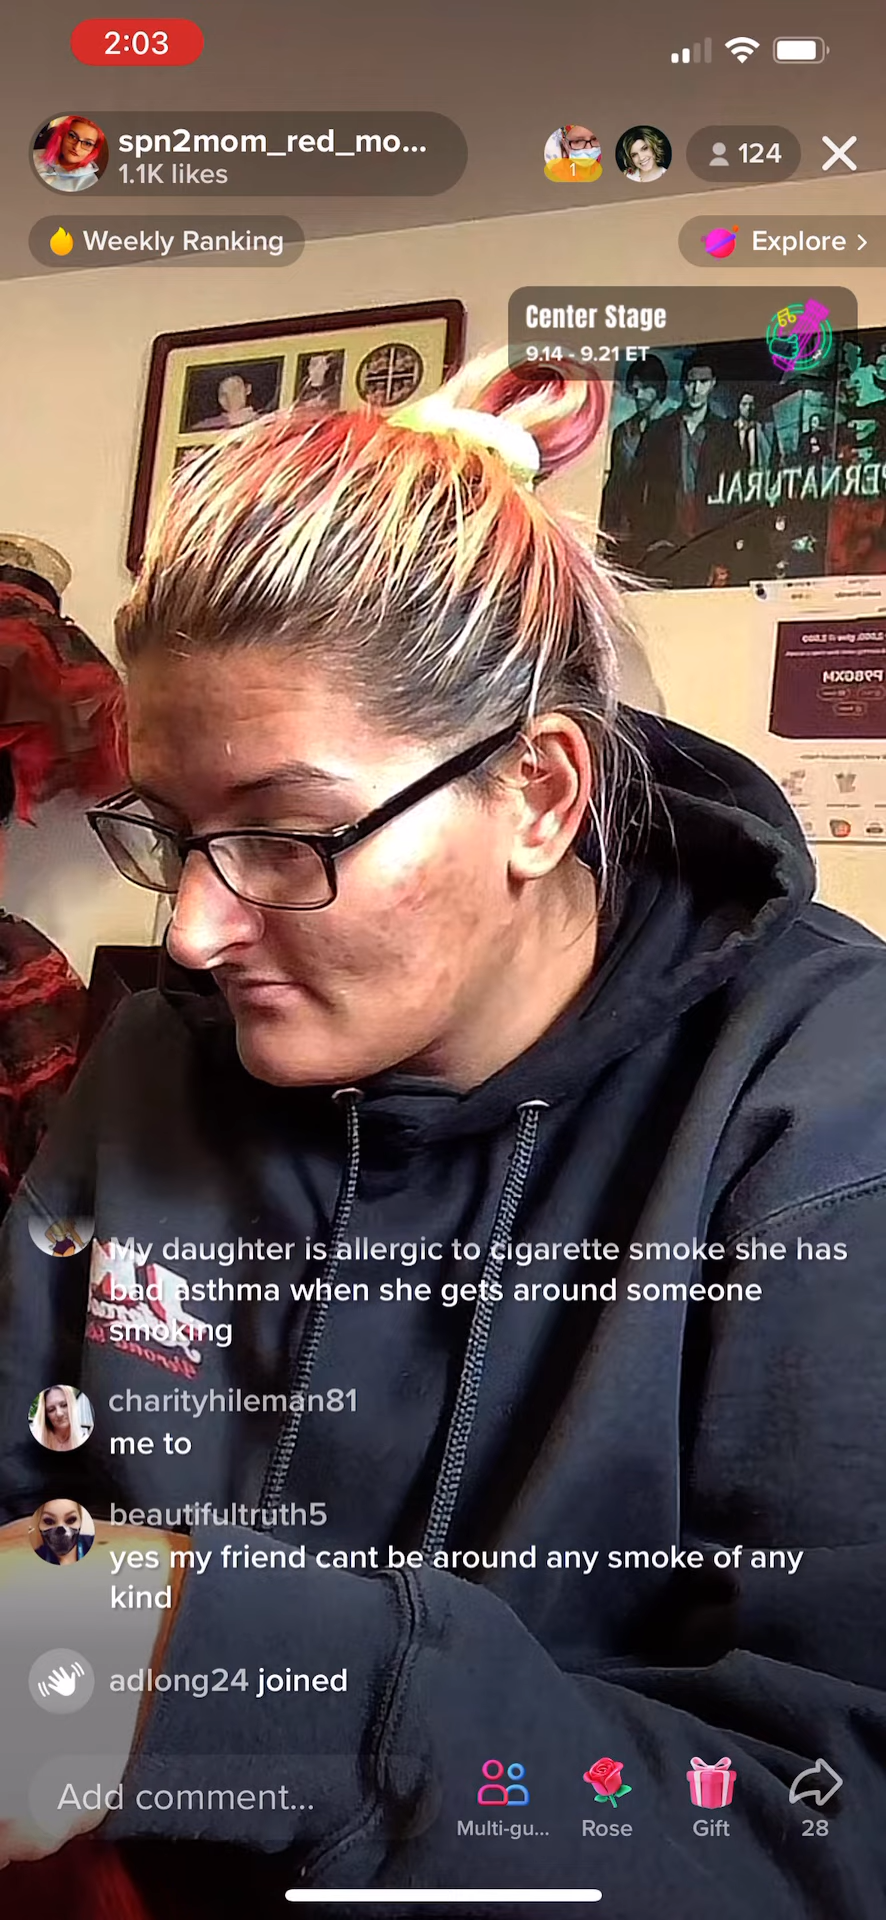 2:03
spn2mom_red_mo...
1.1K likes
1
124
Weekly Ranking
Explore >
Center Stage
9.14 - 9.21 ET
PERNATURAL
My daughter is allergic to cigarette smoke she has
bad asthma when she gets around someone
smoking
charityhileman81
me to
beautifultruth5
yes my friend cant be around any smoke of any
kind
adlong24 joined
Add comment...
Multi-gu...
Rose
Gift
28